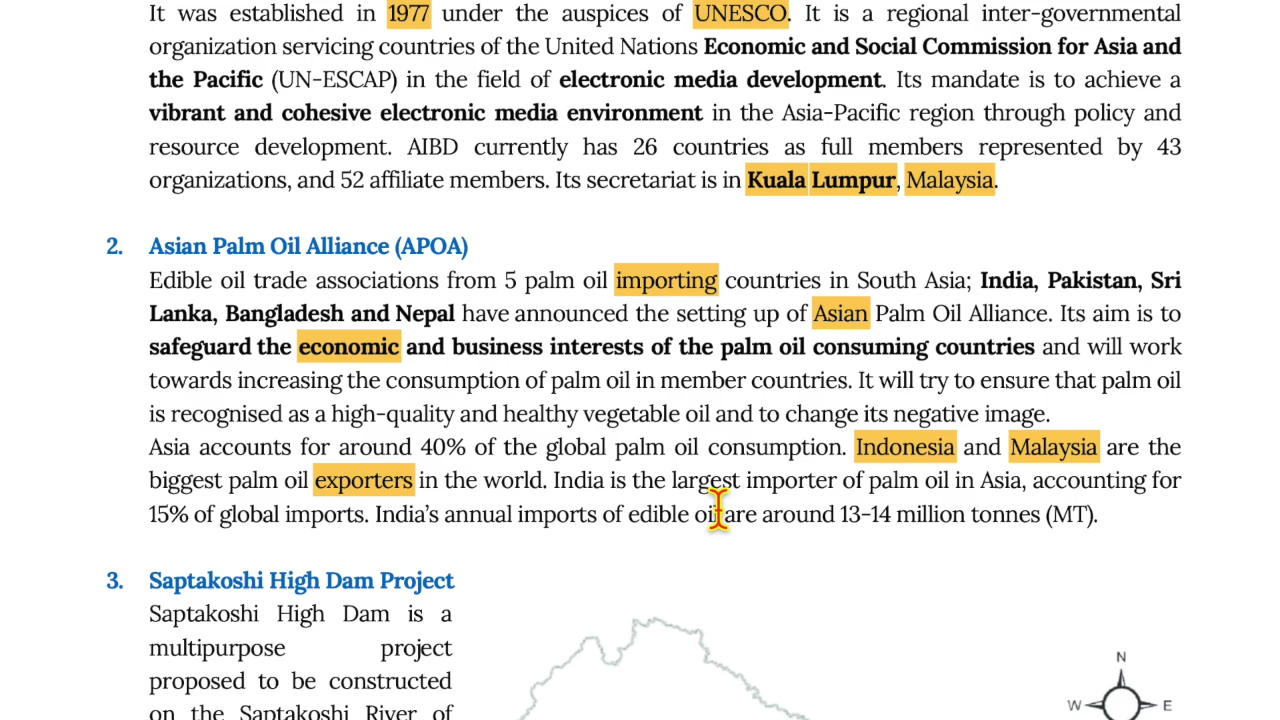 It was established in 1977 under the auspices of UNESCO. It is a regional inter-governmental
organization servicing countries of the United Nations Economic and Social Commission for Asia and
the Pacific (UN-ESCAP) in the field of electronic media development. Its mandate is to achieve a
vibrant and cohesive electronic media environment in the Asia-Pacific region through policy and
resource development. AIBD currently has 26 countries as full members represented by 43
organizations, and 52 affiliate members. Its secretariat is in Kuala Lumpur, Malaysia.
2. Asian Palm Oil Alliance (APOA)
Edible oil trade associations from 5 palm oil importing countries in South Asia; India, Pakistan, Sri
Lanka, Bangladesh and Nepal have announced the setting up of Asian Palm Oil Alliance. Its aim is to
safeguard the economic and business interests of the palm oil consuming countries and will work
towards increasing the consumption of palm oil in member countries. It will try to ensure that palm oil
is recognised as a high-quality and healthy vegetable oil and to change its negative image.
Asia accounts for around 40% of the global palm oil consumption. Indonesia and Malaysia are the
biggest palm oil exporters in the world. India is the largest importer of palm oil in Asia, accounting for
15% of global imports. India's annual imports of edible oil are around 13-14 million tonnes (MT).
3. Saptakoshi High Dam Project
Saptakoshi High Dam is a
multipurpose project
proposed to be constructed
on the Saptakoshi River of
N
W E